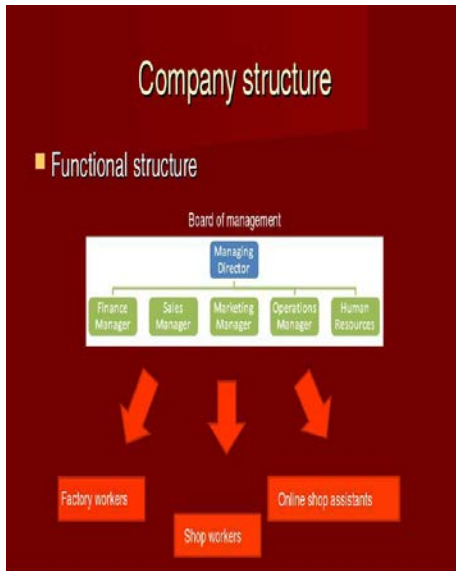 Company structure
Functional structure
Board of management
Managing
Director
Finance
Manager
Sales
Manager
Marketing
Manager
Operations
Manager
Human
Resources
Factory workers
Shop workers
Online shop assistants